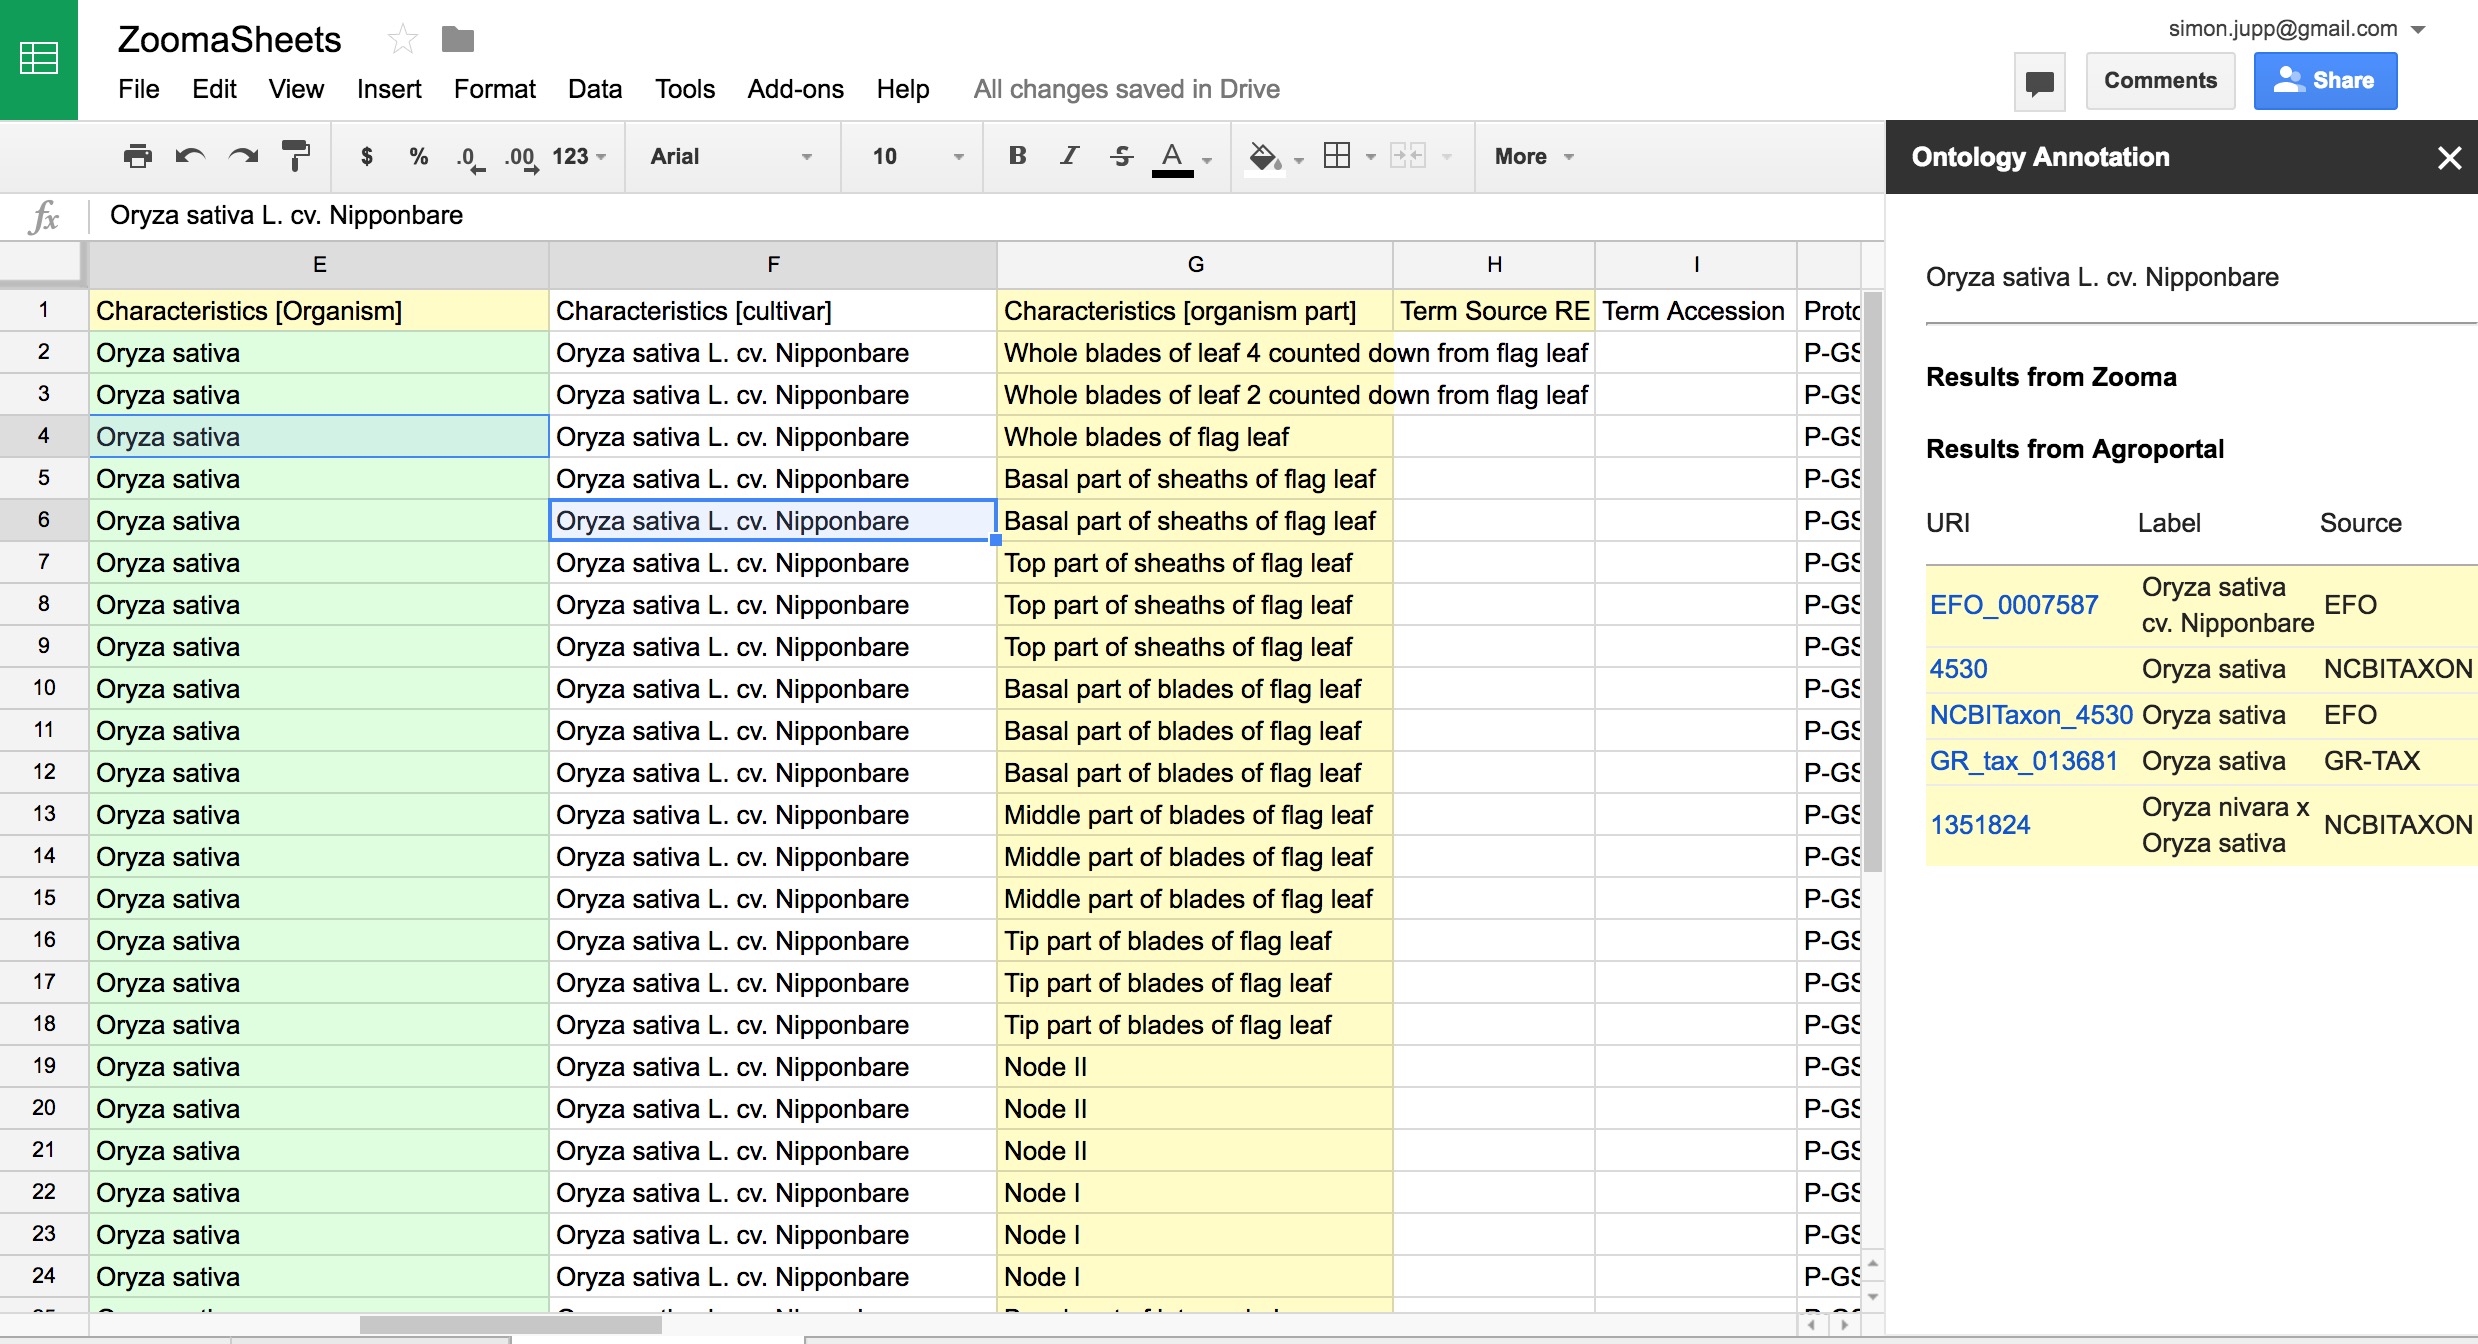 ZoomaSheets
simon.jupp@gmail.com
File Edit View Insert Format Data Tools Add-ons Help All changes saved in Drive
Comments Share
$ % .0 .00 123 Arial 10 B I S A More
Ontology Annotation
fx Oryza sativa L. cv. Nipponbare
E F G H I
1 Characteristics [Organism] Characteristics [cultivar] Characteristics [organism part] Term Source RE Term Accession
2 Oryza sativa Oryza sativa L. cv. Nipponbare Whole blades of leaf 4 counted down from flag leaf P-GS
3 Oryza sativa Oryza sativa L. cv. Nipponbare Whole blades of leaf 2 counted down from flag leaf P-GS
4 Oryza sativa Oryza sativa L. cv. Nipponbare Whole blades of flag leaf P-GS
5 Oryza sativa Oryza sativa L. cv. Nipponbare Basal part of sheaths of flag leaf P-GS
6 Oryza sativa Oryza sativa L. cv. Nipponbare Basal part of sheaths of flag leaf P-GS
7 Oryza sativa Oryza sativa L. cv. Nipponbare Top part of sheaths of flag leaf P-GS
8 Oryza sativa Oryza sativa L. cv. Nipponbare Top part of sheaths of flag leaf P-GS
9 Oryza sativa Oryza sativa L. cv. Nipponbare Top part of sheaths of flag leaf P-GS
10 Oryza sativa Oryza sativa L. cv. Nipponbare Basal part of blades of flag leaf P-GS
11 Oryza sativa Oryza sativa L. cv. Nipponbare Basal part of blades of flag leaf P-GS
12 Oryza sativa Oryza sativa L. cv. Nipponbare Basal part of blades of flag leaf P-GS
13 Oryza sativa Oryza sativa L. cv. Nipponbare Middle part of blades of flag leaf P-GS
14 Oryza sativa Oryza sativa L. cv. Nipponbare Middle part of blades of flag leaf P-GS
15 Oryza sativa Oryza sativa L. cv. Nipponbare Middle part of blades of flag leaf P-GS
16 Oryza sativa Oryza sativa L. cv. Nipponbare Tip part of blades of flag leaf P-GS
17 Oryza sativa Oryza sativa L. cv. Nipponbare Tip part of blades of flag leaf P-GS
18 Oryza sativa Oryza sativa L. cv. Nipponbare Tip part of blades of flag leaf P-GS
19 Oryza sativa Oryza sativa L. cv. Nipponbare Node II P-GS
20 Oryza sativa Oryza sativa L. cv. Nipponbare Node II P-GS
21 Oryza sativa Oryza sativa L. cv. Nipponbare Node II P-GS
22 Oryza sativa Oryza sativa L. cv. Nipponbare Node I P-GS
23 Oryza sativa Oryza sativa L. cv. Nipponbare Node I P-GS
24 Oryza sativa Oryza sativa L. cv. Nipponbare Node I P-GS
Oryza sativa L. cv. Nipponbare
Results from Zooma
Results from Agroportal
URI Label Source
EFO_0007587 Oryza sativa cv. Nipponbare EFO
4530 Oryza sativa NCBITAXON
NCBITaxon_4530 Oryza sativa EFO
GR_tax_013681 Oryza sativa GR-TAX
1351824 Oryza nivara x Oryza sativa NCBITAXON